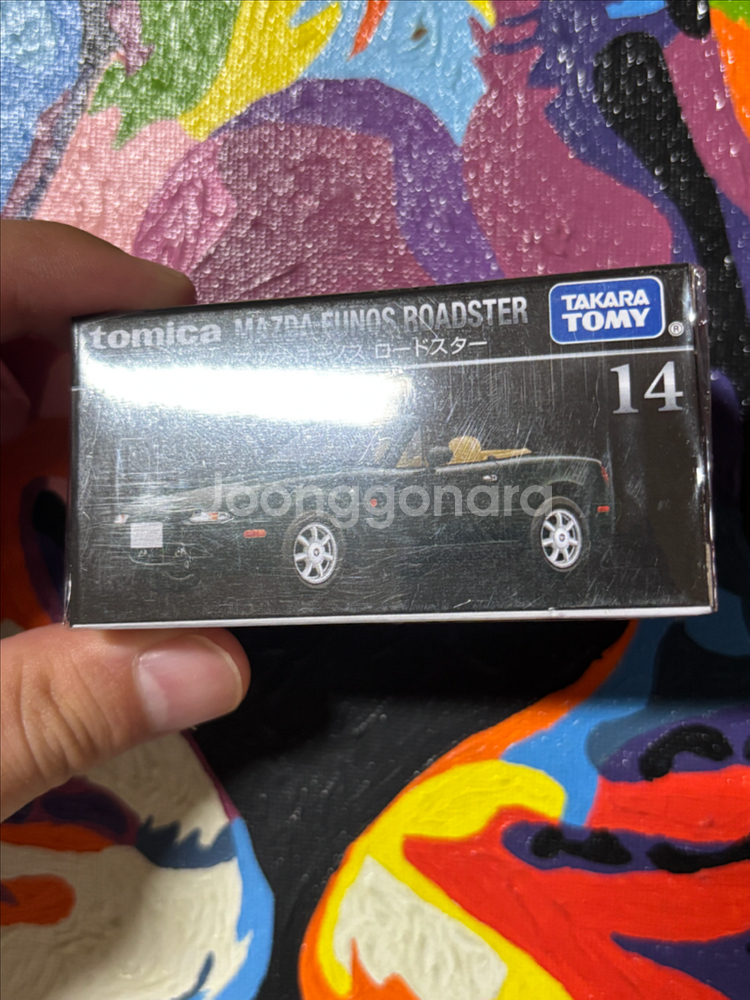 tomica MAZDA EUNOS ROADSTER
ロードスター
TAKARA
TOMY
®
14
Joonggonara